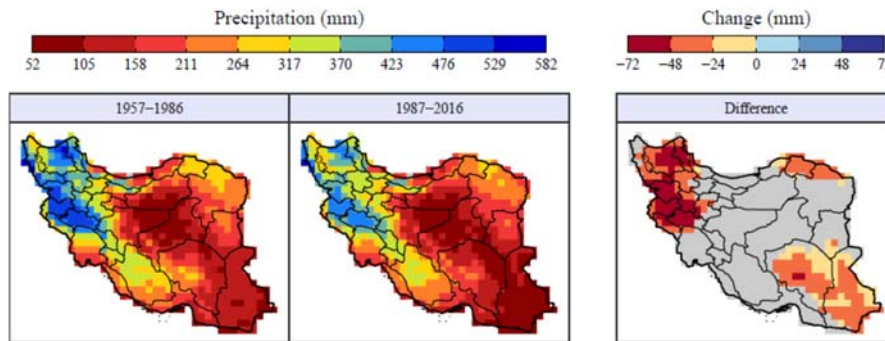 Precipitation (mm)
52 105 158 211 264 317 370 423 476 529 582
Change (mm)
−72 −48 −24 0 24 48 7
1957–1986
1987–2016
Difference